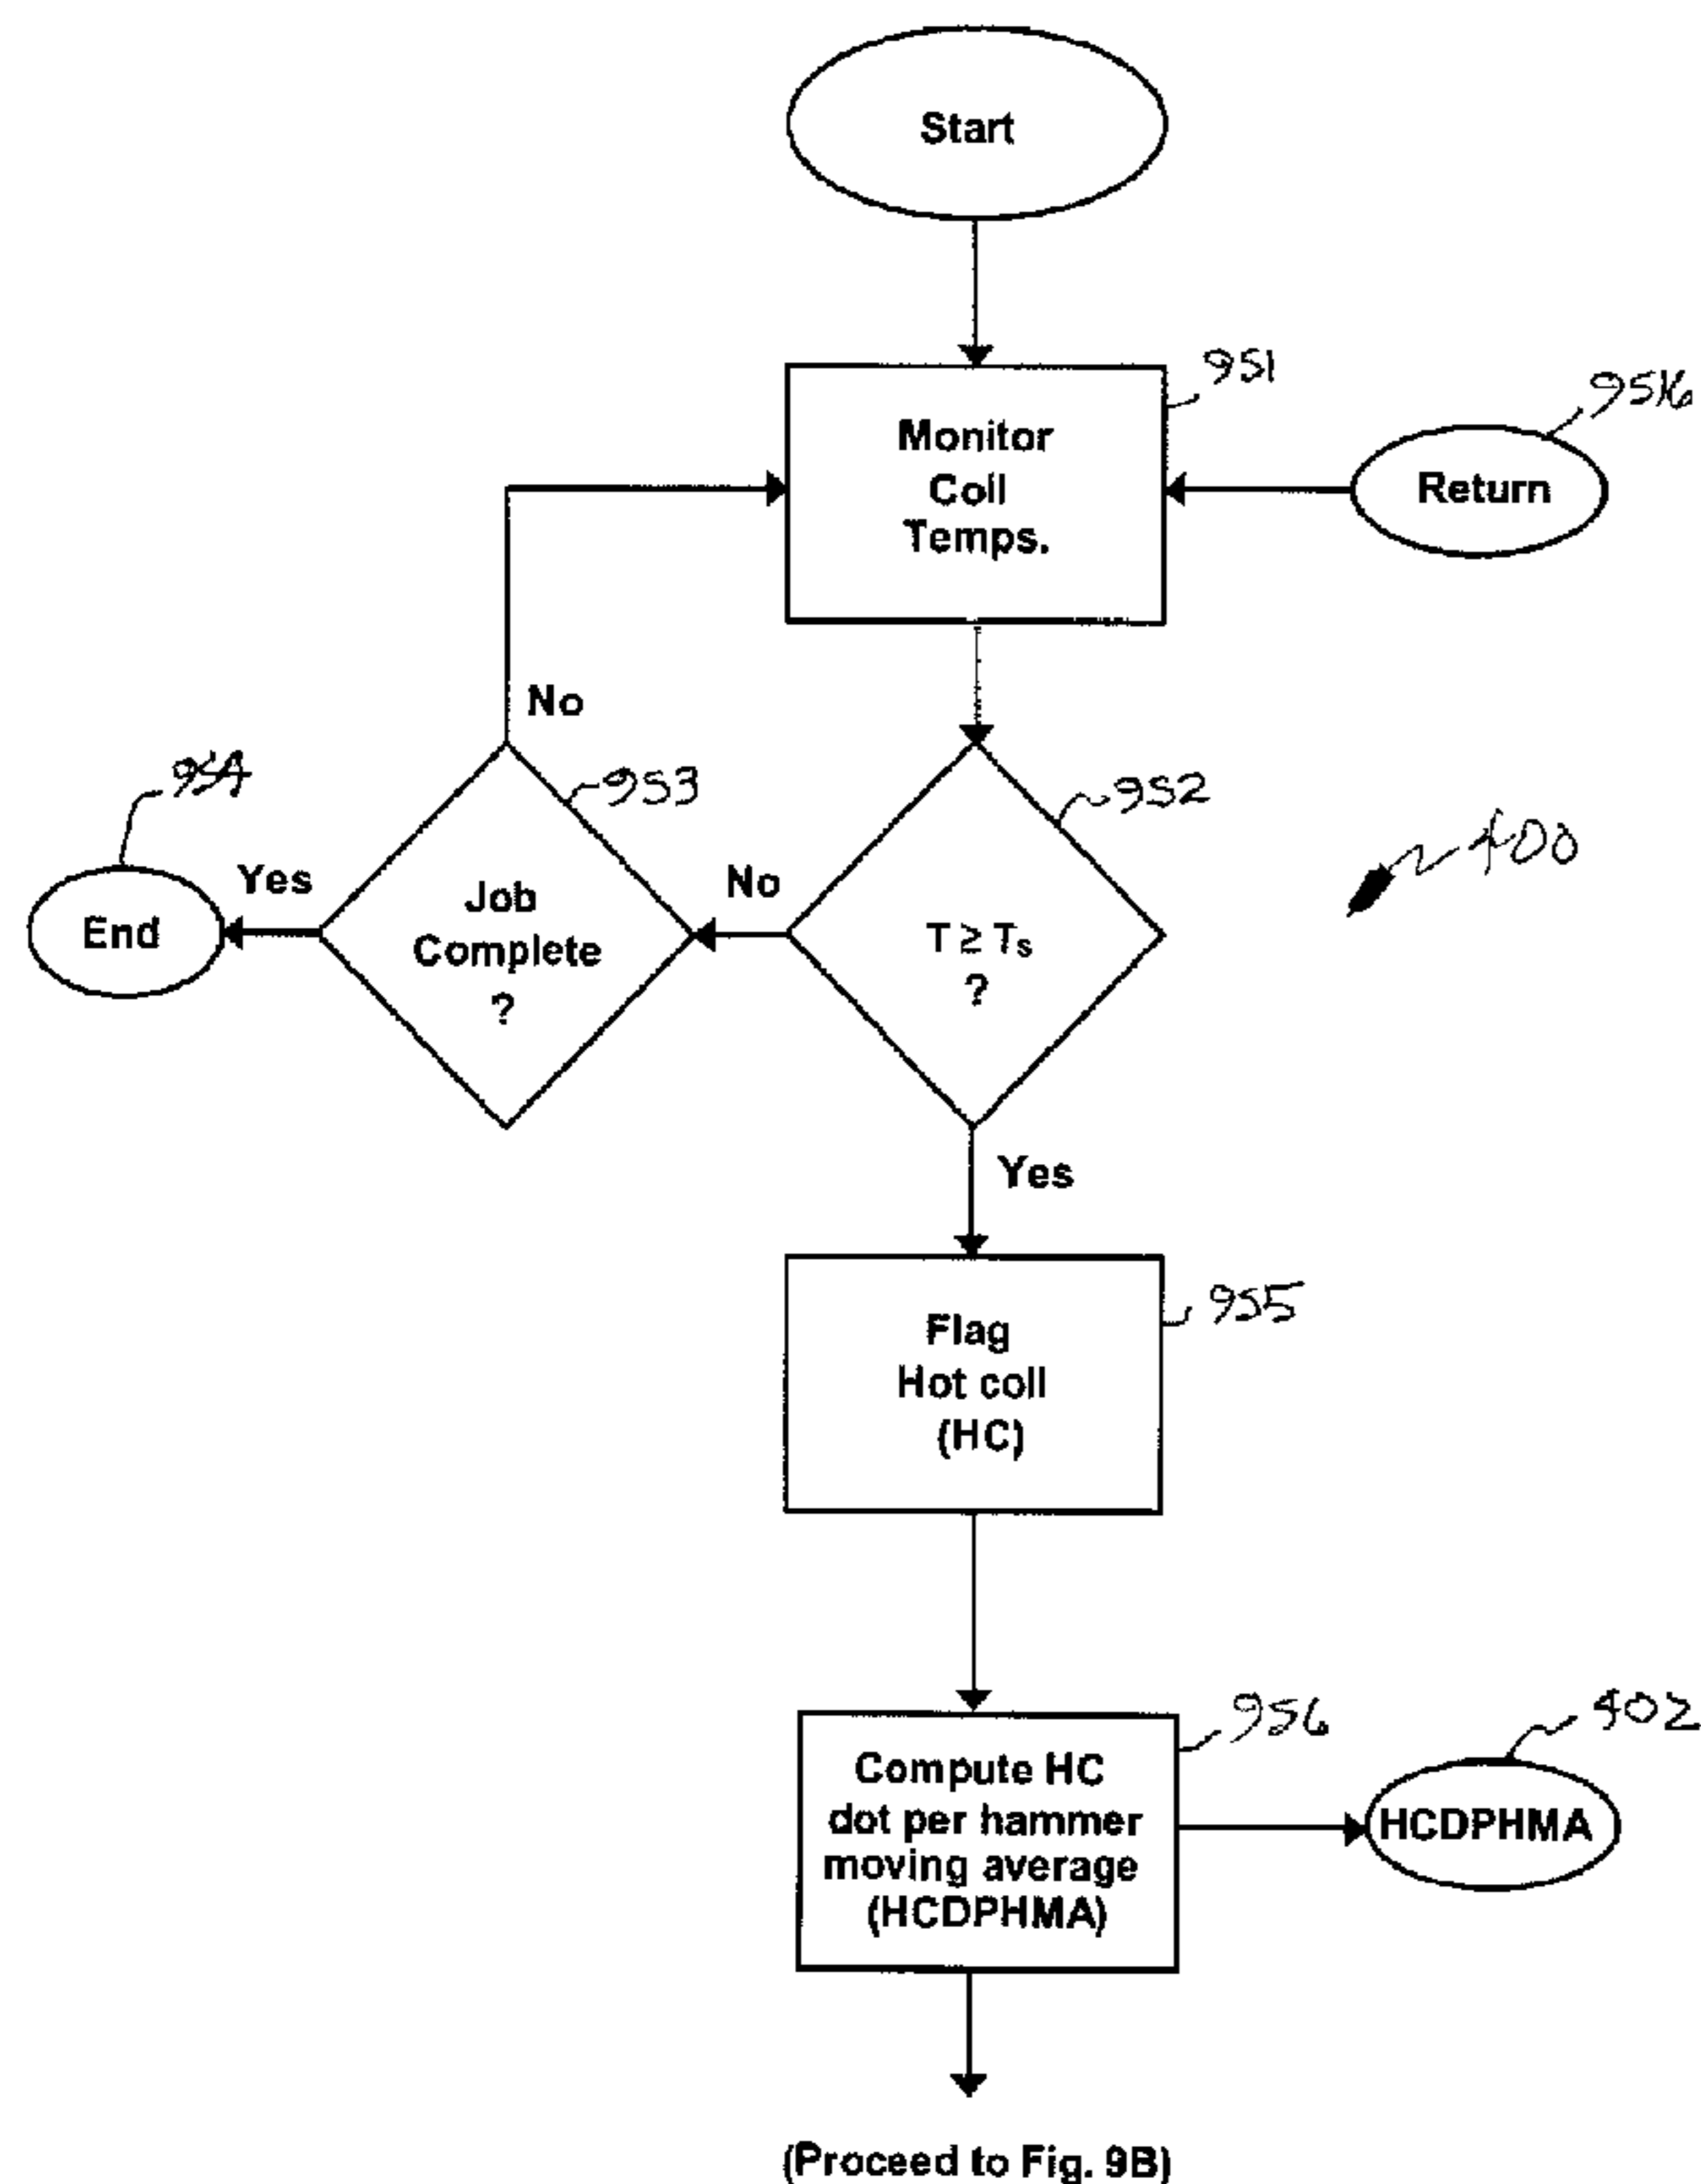 Start
951
Monitor
Coil
Temps.
Return
No
954
953
952
400
Yes
End
Job
Complete
?
No
T ≥ Ts
?
Yes
955
Flag
Hot coil
(HC)
956
402
Compute HC
dot per hammer
moving average
(HCDPHMA)
HCDPHMA
(Proceed to Fig. 9B)